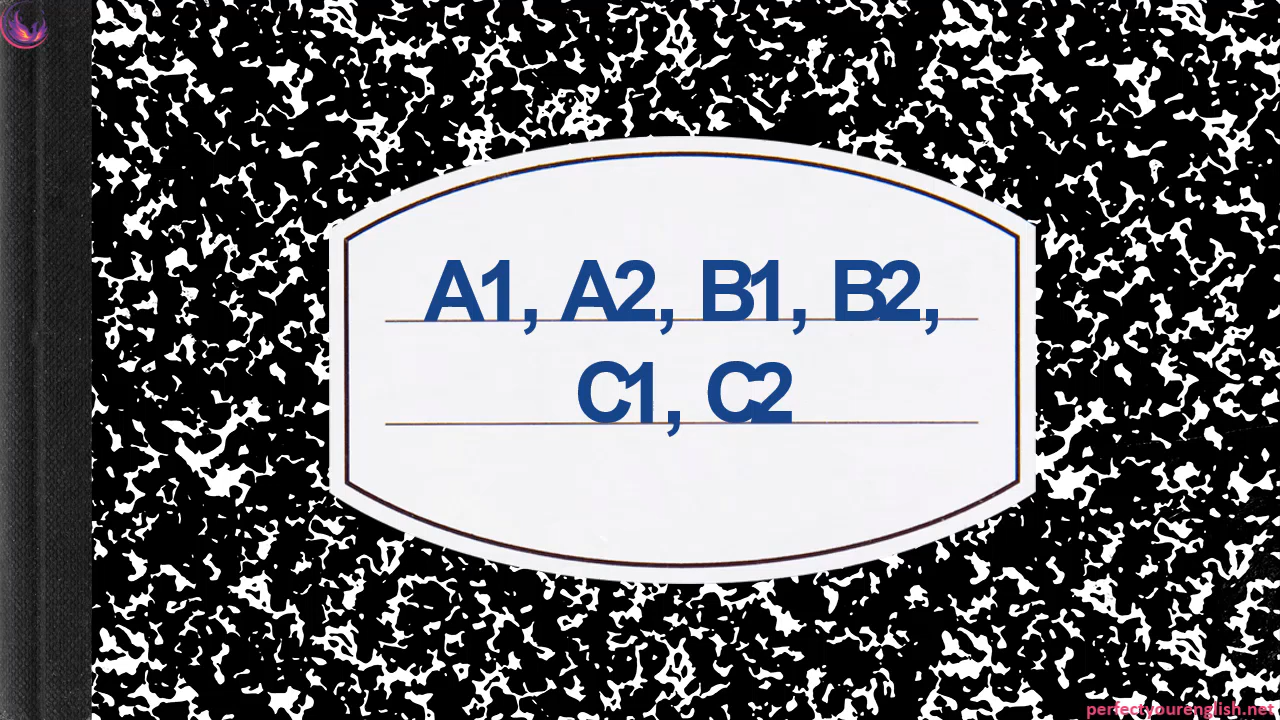 A1, A2, B1, B2,
C1, C2
perfectyourenglish.net